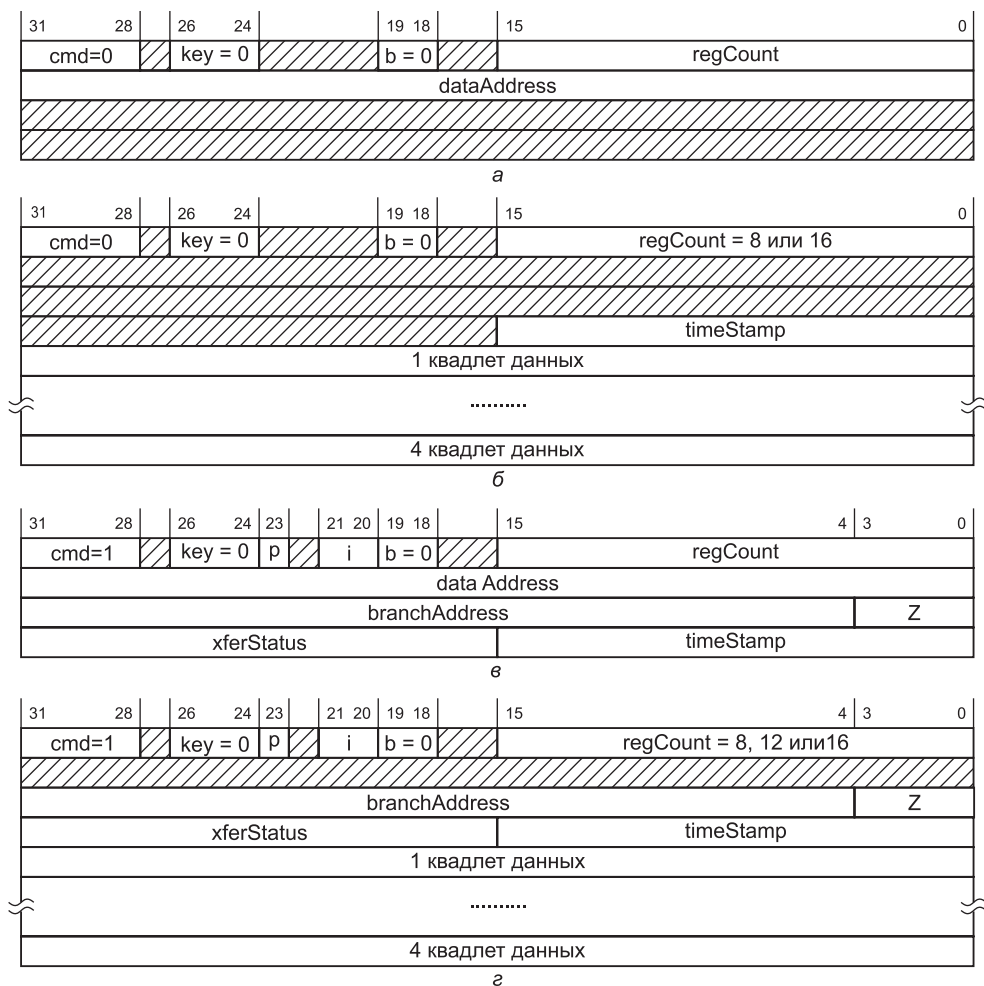 31 28 26 24 19 18 15 0
cmd=0 key = 0 b = 0 regCount
dataAddress
а
31 28 26 24 19 18 15 0
cmd=0 key = 0 b = 0 regCount = 8 или 16
timeStamp
1 квадлет данных
..........
4 квадлет данных
б
31 28 26 24 23 21 20 19 18 15 4 3 0
cmd=1 key = 0 p i b = 0 regCount
data Address
branchAddress Z
xferStatus timeStamp
в
31 28 26 24 23 21 20 19 18 15 4 3 0
cmd=1 key = 0 p i b = 0 regCount = 8, 12 или16
branchAddress Z
xferStatus timeStamp
1 квадлет данных
..........
4 квадлет данных
г